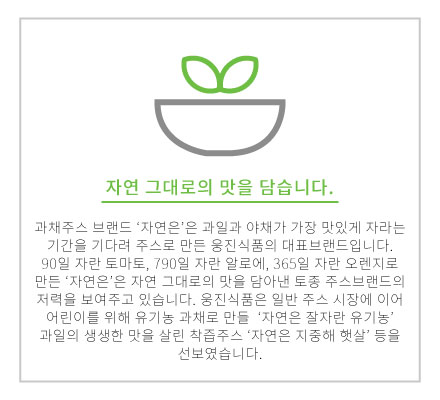 자연 그대로의 맛을 담습니다.
과채주스 브랜드 ‘자연은’은 과일과 야채가 가장 맛있게 자라는
기간을 기다려 주스로 만든 웅진식품의 대표브랜드입니다.
90일 자란 토마토, 790일 자란 알로에, 365일 자란 오렌지로
만든 ‘자연은’은 자연 그대로의 맛을 담아낸 토종 주스브랜드의
저력을 보여주고 있습니다. 웅진식품은 일반 주스 시장에 이어
어린이를 위해 유기농 과채로 만들  ‘자연은 잘자란 유기농’
과일의 생생한 맛을 살린 착즙주스 ‘자연은 지중해 햇살’ 등을
선보였습니다.